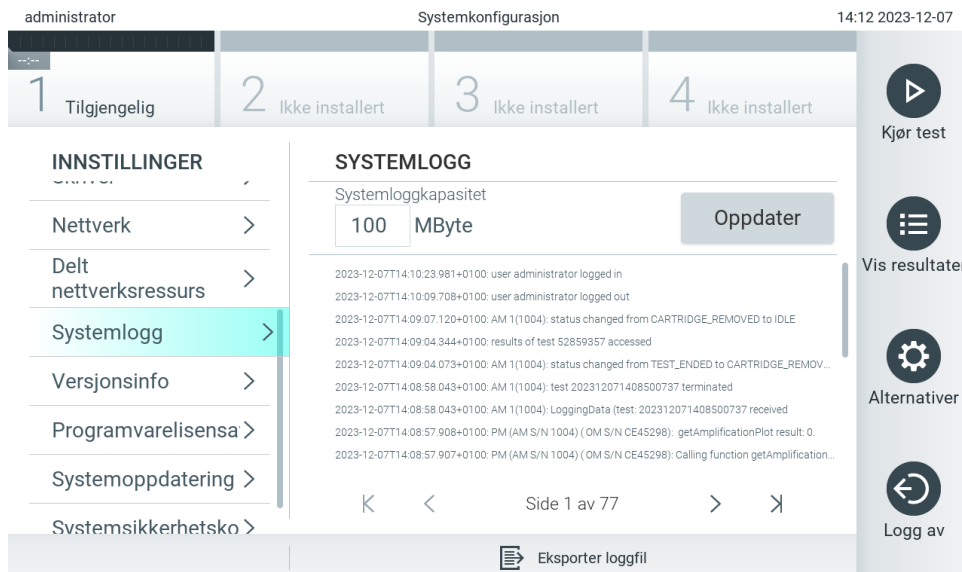 administrator
Systemkonfigurasjon
14:12 2023-12-07
--:--
1 Tilgjengelig
2 Ikke installert
3 Ikke installert
4 Ikke installert
Kjør test
INNSTILLINGER
Nettverk
Delt
nettverksressurs
Systemlogg
Versjonsinfo
Programvarelisensa
Systemoppdatering
Systemsikkerhetsko
SYSTEMLOGG
Systemloggkapasitet
100 MByte
Oppdater
2023-12-07T14:10:23.981+0100: user administrator logged in
2023-12-07T14:10:09.708+0100: user administrator logged out
2023-12-07T14:09:07.120+0100: AM 1(1004): status changed from CARTRIDGE_REMOVED to IDLE
2023-12-07T14:09:04.344+0100: results of test 52859357 accessed
2023-12-07T14:09:04.073+0100: AM 1(1004): status changed from TEST_ENDED to CARTRIDGE_REMOV...
2023-12-07T14:08:58.043+0100: AM 1(1004): test 202312071408500737 terminated
2023-12-07T14:08:58.043+0100: AM 1(1004): LoggingData (test: 202312071408500737 received
2023-12-07T14:08:57.908+0100: PM (AM S/N 1004) ( OM S/N CE45298): getAmplificationPlot result: 0.
2023-12-07T14:08:57.907+0100: PM (AM S/N 1004) ( OM S/N CE45298): Calling function getAmplification...
Side 1 av 77
Vis resultater
Alternativer
Logg av
Eksporter loggfil